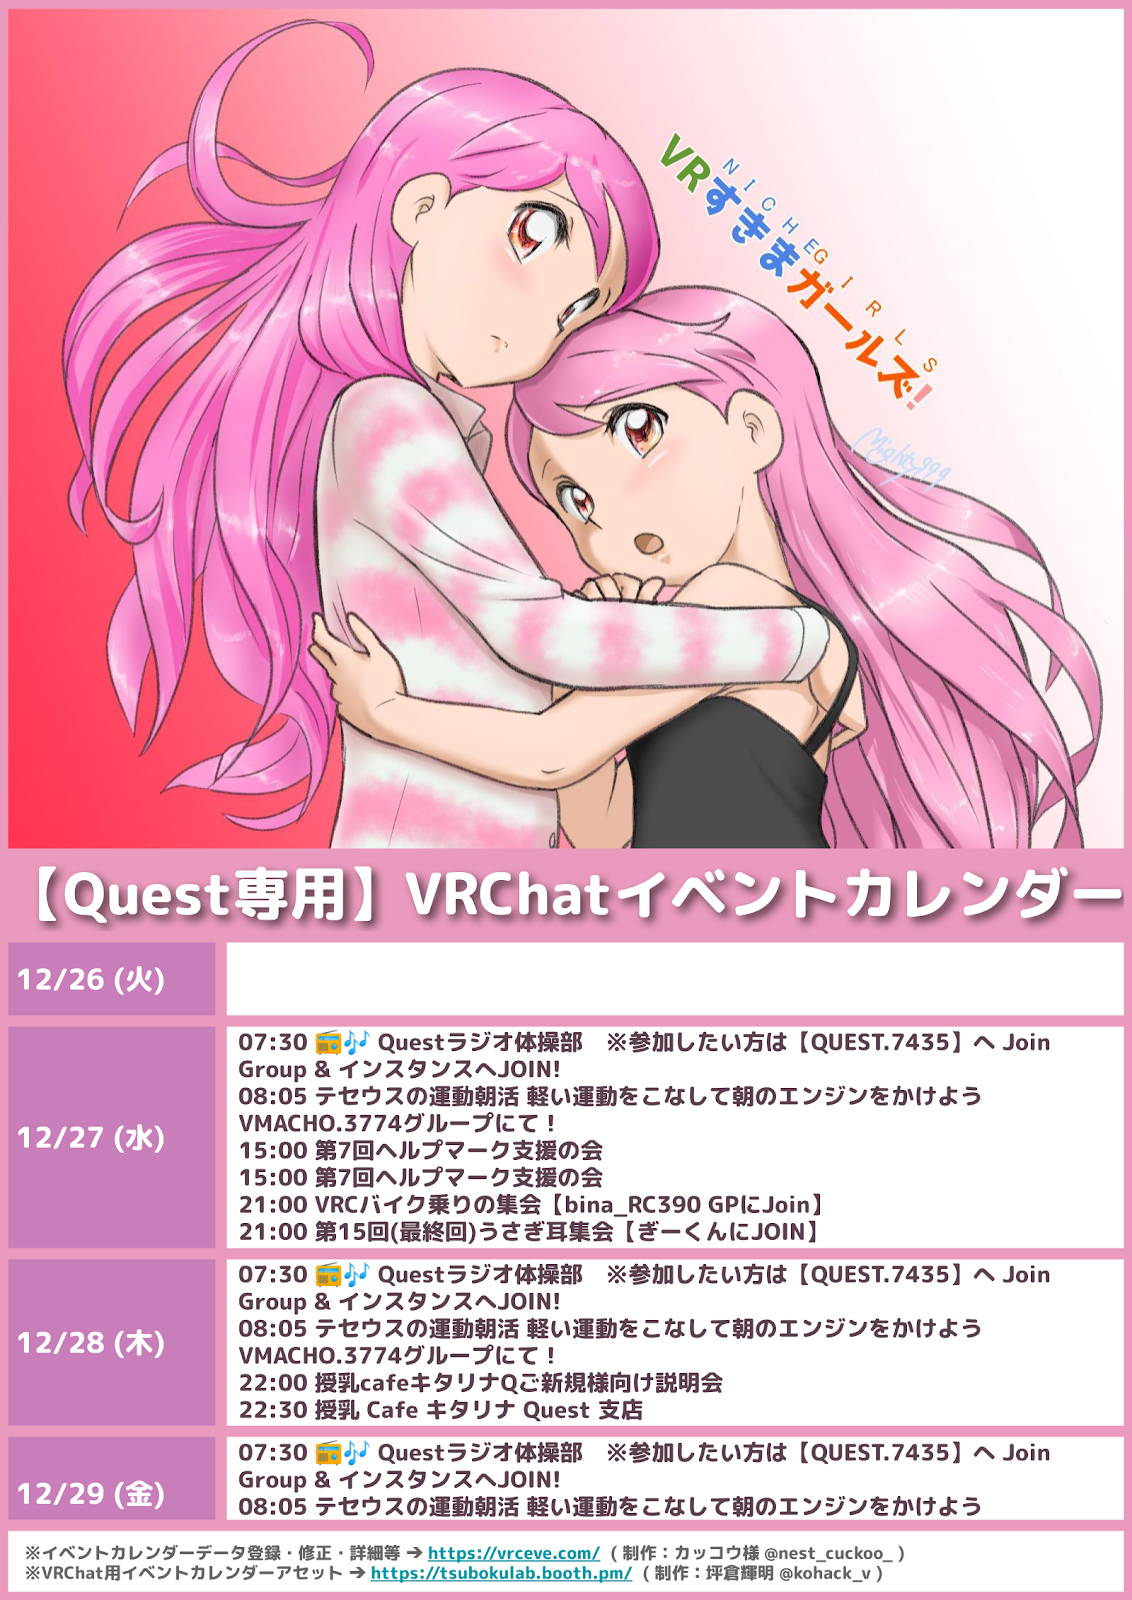 NICHE GIRLS
VRすきまガールズ!
Mighty999
【Quest専用】VRChatイベントカレンダー
12/26 (火)
12/27 (水)
07:30 📻🎶 Questラジオ体操部　※参加したい方は【QUEST.7435】へ Join
Group & インスタンスへJOIN!
08:05 テセウスの運動朝活 軽い運動をこなして朝のエンジンをかけよう
VMACHO.3774グループにて！
15:00 第7回ヘルプマーク支援の会
15:00 第7回ヘルプマーク支援の会
21:00 VRCバイク乗りの集会【bina_RC390 GPにJoin】
21:00 第15回(最終回)うさぎ耳集会【ぎーくんにJOIN】
12/28 (木)
07:30 📻🎶 Questラジオ体操部　※参加したい方は【QUEST.7435】へ Join
Group & インスタンスへJOIN!
08:05 テセウスの運動朝活 軽い運動をこなして朝のエンジンをかけよう
VMACHO.3774グループにて！
22:00 授乳cafeキタリナQご新規様向け説明会
22:30 授乳 Cafe キタリナ Quest 支店
12/29 (金)
07:30 📻🎶 Questラジオ体操部　※参加したい方は【QUEST.7435】へ Join
Group & インスタンスへJOIN!
08:05 テセウスの運動朝活 軽い運動をこなして朝のエンジンをかけよう
※イベントカレンダーデータ登録・修正・詳細等 ➔ https://vrceve.com/ ( 制作：カッコウ様 @nest_cuckoo_ )
※VRChat用イベントカレンダーアセット ➔ https://tsubokulab.booth.pm/ ( 制作：坪倉輝明 @kohack_v )